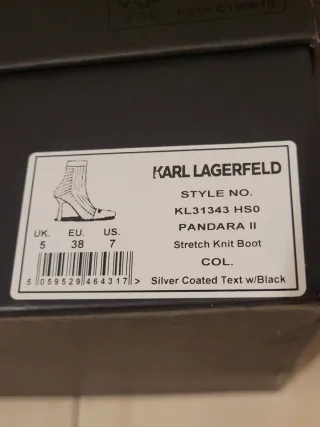 KARL LAGERFELD
STYLE NO.
KL31343 HS0
PANDARA II
Stretch Knit Boot
COL.
Silver Coated Text w/Black
UK. EU. US.
5 38 7
5 059529 464317 >